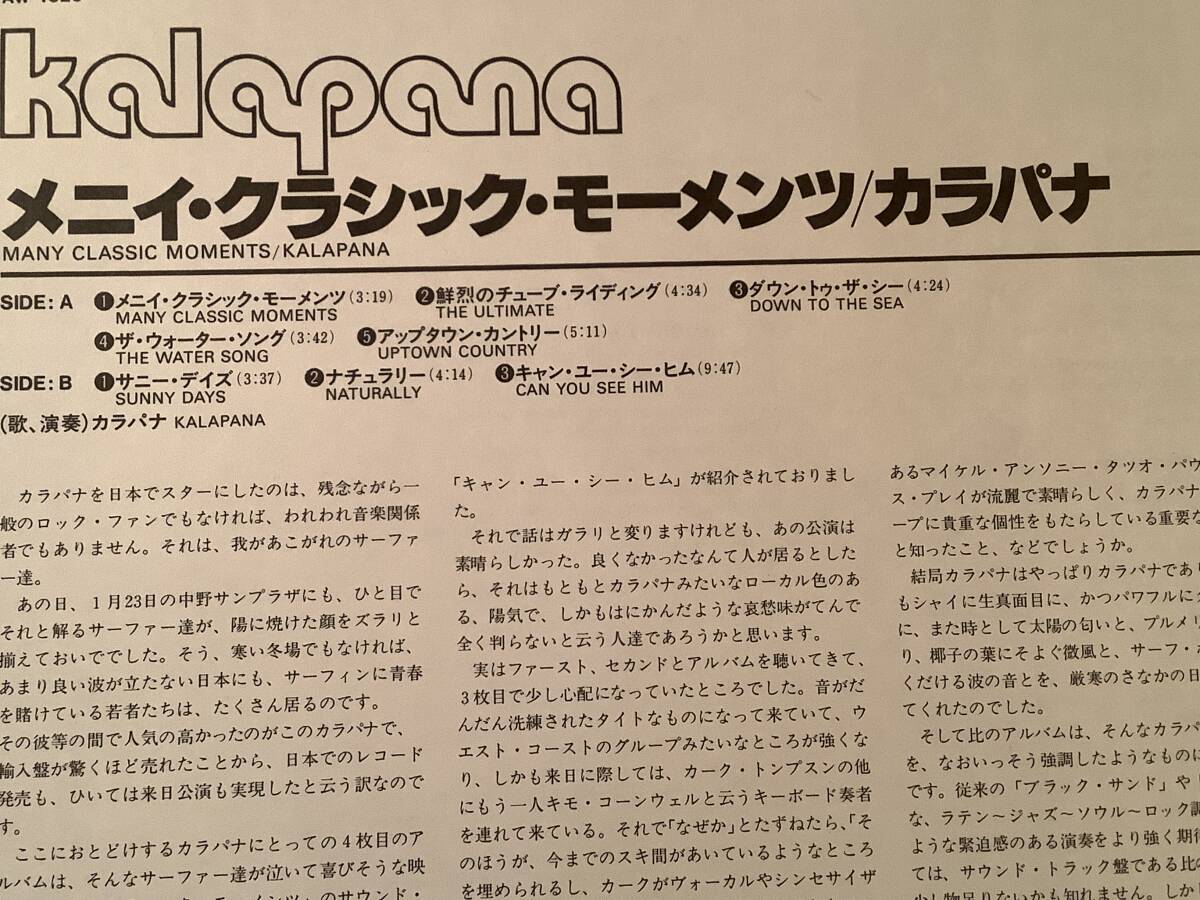 kalapana
メニイ・クラシック・モーメンツ/カラパナ
MANY CLASSIC MOMENTS/KALAPANA
SIDE: A ❶メニイ・クラシック・モーメンツ(3:19) ❷鮮烈のチューブ・ライディング(4:34) ❸ダウン・トゥ・ザ・シー(4:24)
MANY CLASSIC MOMENTS THE ULTIMATE DOWN TO THE SEA
❹ザ・ウォーター・ソング(3:42) ❺アップタウン・カントリー(5:11)
THE WATER SONG UPTOWN COUNTRY
SIDE: B ❶サニー・デイズ(3:37) ❷ナチュラリー(4:14) ❸キャン・ユー・シー・ヒム(9:47)
SUNNY DAYS NATURALLY CAN YOU SEE HIM
(歌、演奏)カラパナ KALAPANA
カラパナを日本でスターにしたのは、残念ながら一
般のロック・ファンでもなければ、われわれ音楽関係
者でもありません。それは、我があこがれのサーファ
ー達。
あの日、1月23日の中野サンプラザにも、ひと目で
それと解るサーファー達が、陽に焼けた顔をズラリと
揃えておいででした。そう、寒い冬場でもなければ、
あまり良い波が立たない日本にも、サーフィンに青春
を賭けている若者たちは、たくさん居るのです。
その彼等の間で人気の高かったのがこのカラパナで、
輸入盤が驚くほど売れたことから、日本でのレコード
発売も、ひいては来日公演も実現したと云う訳なので
す。
ここにおとどけするカラパナにとっての4枚目のア
ルバムは、そんなサーファー達が泣いて喜びそうな映
モーメンツ」のサウンド・
「キャン・ユー・シー・ヒム」が紹介されておりまし
た。
それで話はガラリと変りますけれども、あの公演は
素晴らしかった。良くなかったなんて人が居るとした
ら、それはもともとカラパナみたいなローカル色のあ
る、陽気で、しかもはにかんだような哀愁味がてんで
全く判らないと云う人達であろうかと思います。
実はファースト、セカンドとアルバムを聴いてきて、
3枚目で少し心配になっていたところでした。音がだ
んだん洗練されたタイトなものになって来ていて、ウ
エスト・コーストのグループみたいなところが強くな
り、しかも来日に際しては、カーク・トンプスンの他
にもう一人キモ・コーンウェルと云うキーボード奏者
を連れて来ている。それで「なぜか」とたずねたら、「そ
のほうが、今までのスキ間があいているようなところ
を埋められるし、カークがヴォーカルやシンセサイザ
あるマイケル・アンソニー・タツオ・パウ
ス・プレイが流麗で素晴らしく、カラパナ
ープに貴重な個性をもたらしている重要な
と知ったこと、などでしょうか。
結局カラパナはやっぱりカラパナであり
もシャイに生真面目に、かつパワフルに
に、また時として太陽の匂いと、プルメリ
り、椰子の葉にそよぐ微風と、サーフ・
くだける波の音とを、厳寒のさなかの日
てくれたのでした。
そして比のアルバムは、そんなカラパ
を、なおいっそう強調したようなものに
です。従来の「ブラック・サンド」や「
な、ラテン〜ジャズ〜ソウル〜ロック調
ような緊迫感のある演奏をより強く期待
ては、サウンド・トラック盤である比の
少し物足りないかも知れません。しかし